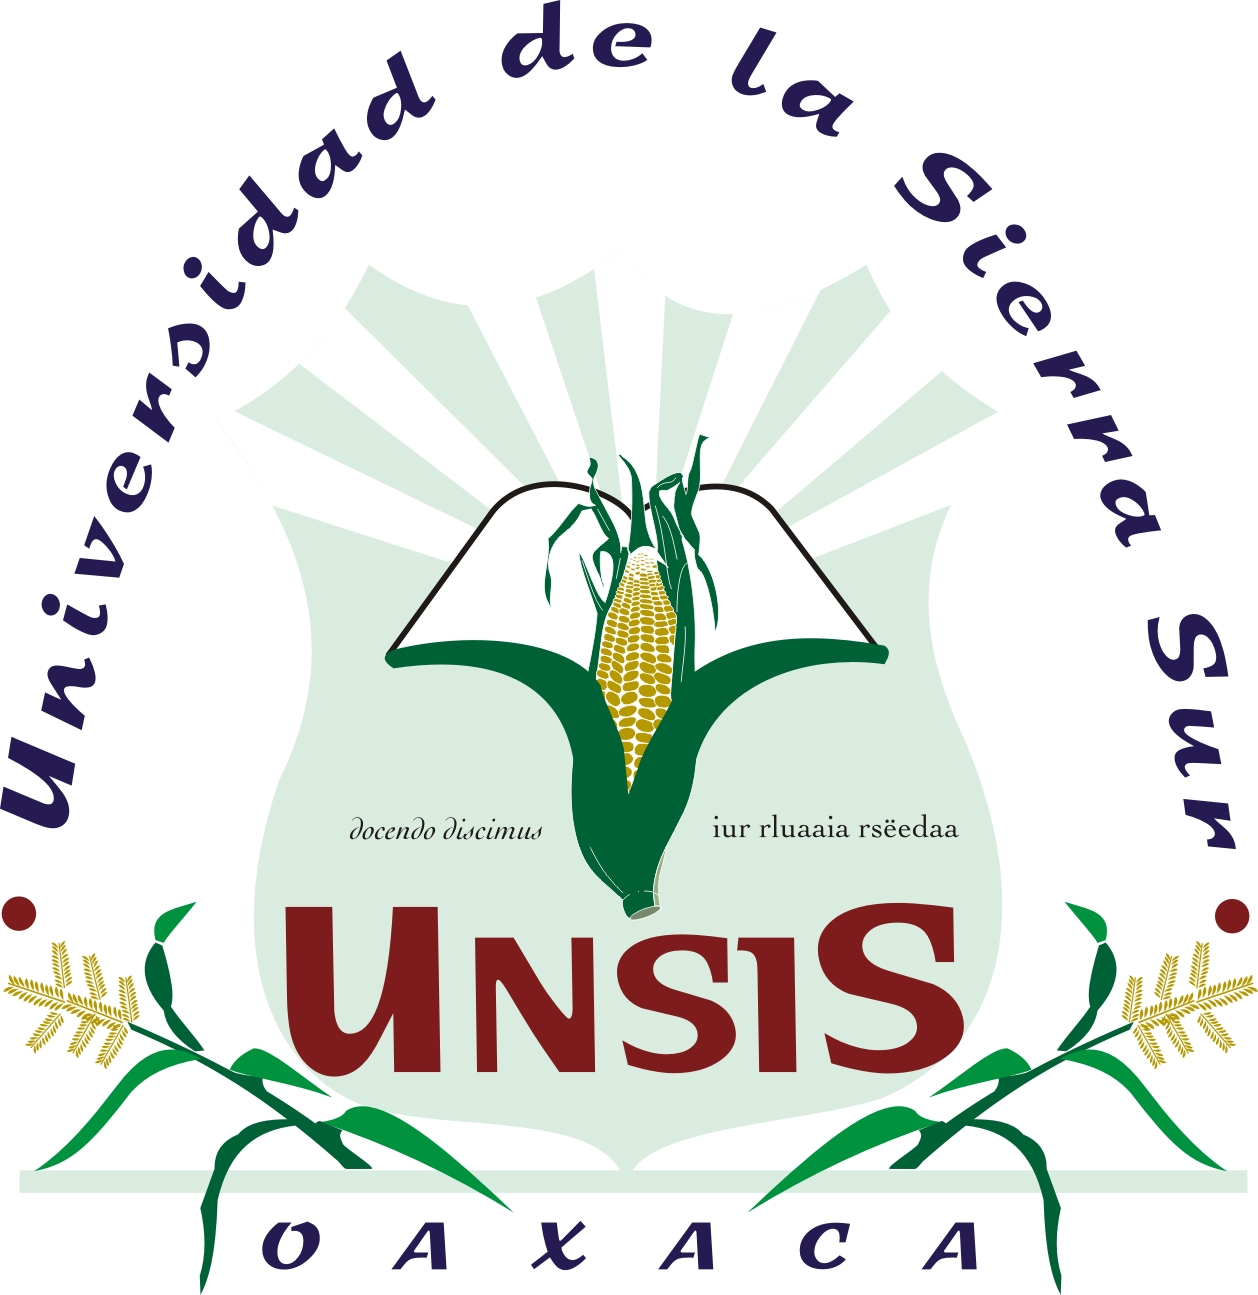 Universidad de la Sierra Sur
docendo discimus
iur rluaaia rsëedaa
UNSIS
OAXACA